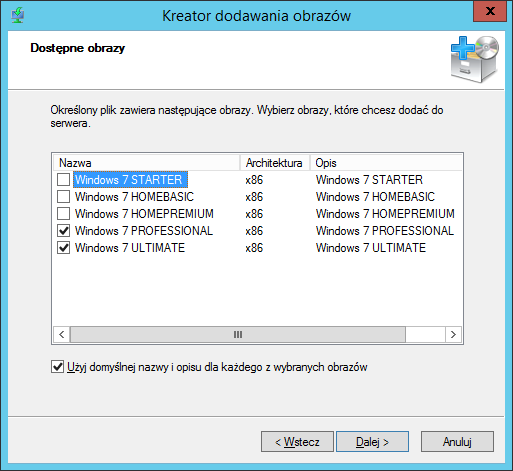 Kreator dodawania obrazów
x
Dostępne obrazy
Określony plik zawiera następujące obrazy. Wybierz obrazy, które chcesz dodać do
serwera.
Nazwa Architektura Opis
Windows 7 STARTER x86 Windows 7 STARTER
Windows 7 HOMEBASIC x86 Windows 7 HOMEBASIC
Windows 7 HOMEPREMIUM x86 Windows 7 HOMEPREMIUM
Windows 7 PROFESSIONAL x86 Windows 7 PROFESSIONAL
Windows 7 ULTIMATE x86 Windows 7 ULTIMATE
Użyj domyślnej nazwy i opisu dla każdego z wybranych obrazów
< Wstecz Dalej > Anuluj